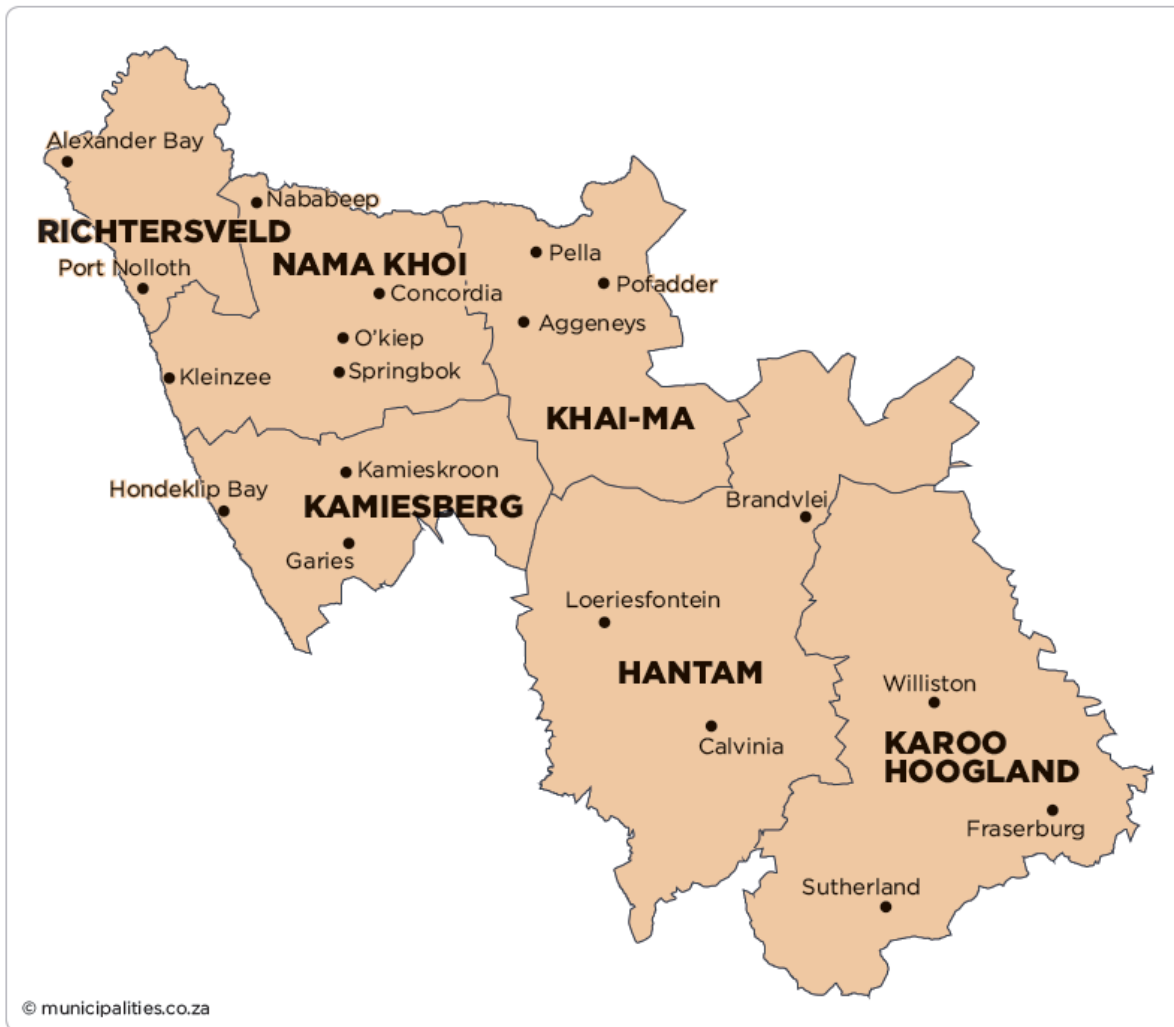 Alexander Bay
Nababeep
RICHTERSVELD
Pella
NAMA KHOI
Port Nolloth
Pofadder
Concordia
Aggeneys
O'kiep
Springbok
Kleinzee
KHAI-MA
Kamieskroon
Hondeklip Bay
Brandvlei
KAMIESBERG
Garies
Loeriesfontein
HANTAM
Williston
Calvinia
KAROO
HOOGLAND
Fraserburg
Sutherland
© municipalities.co.za